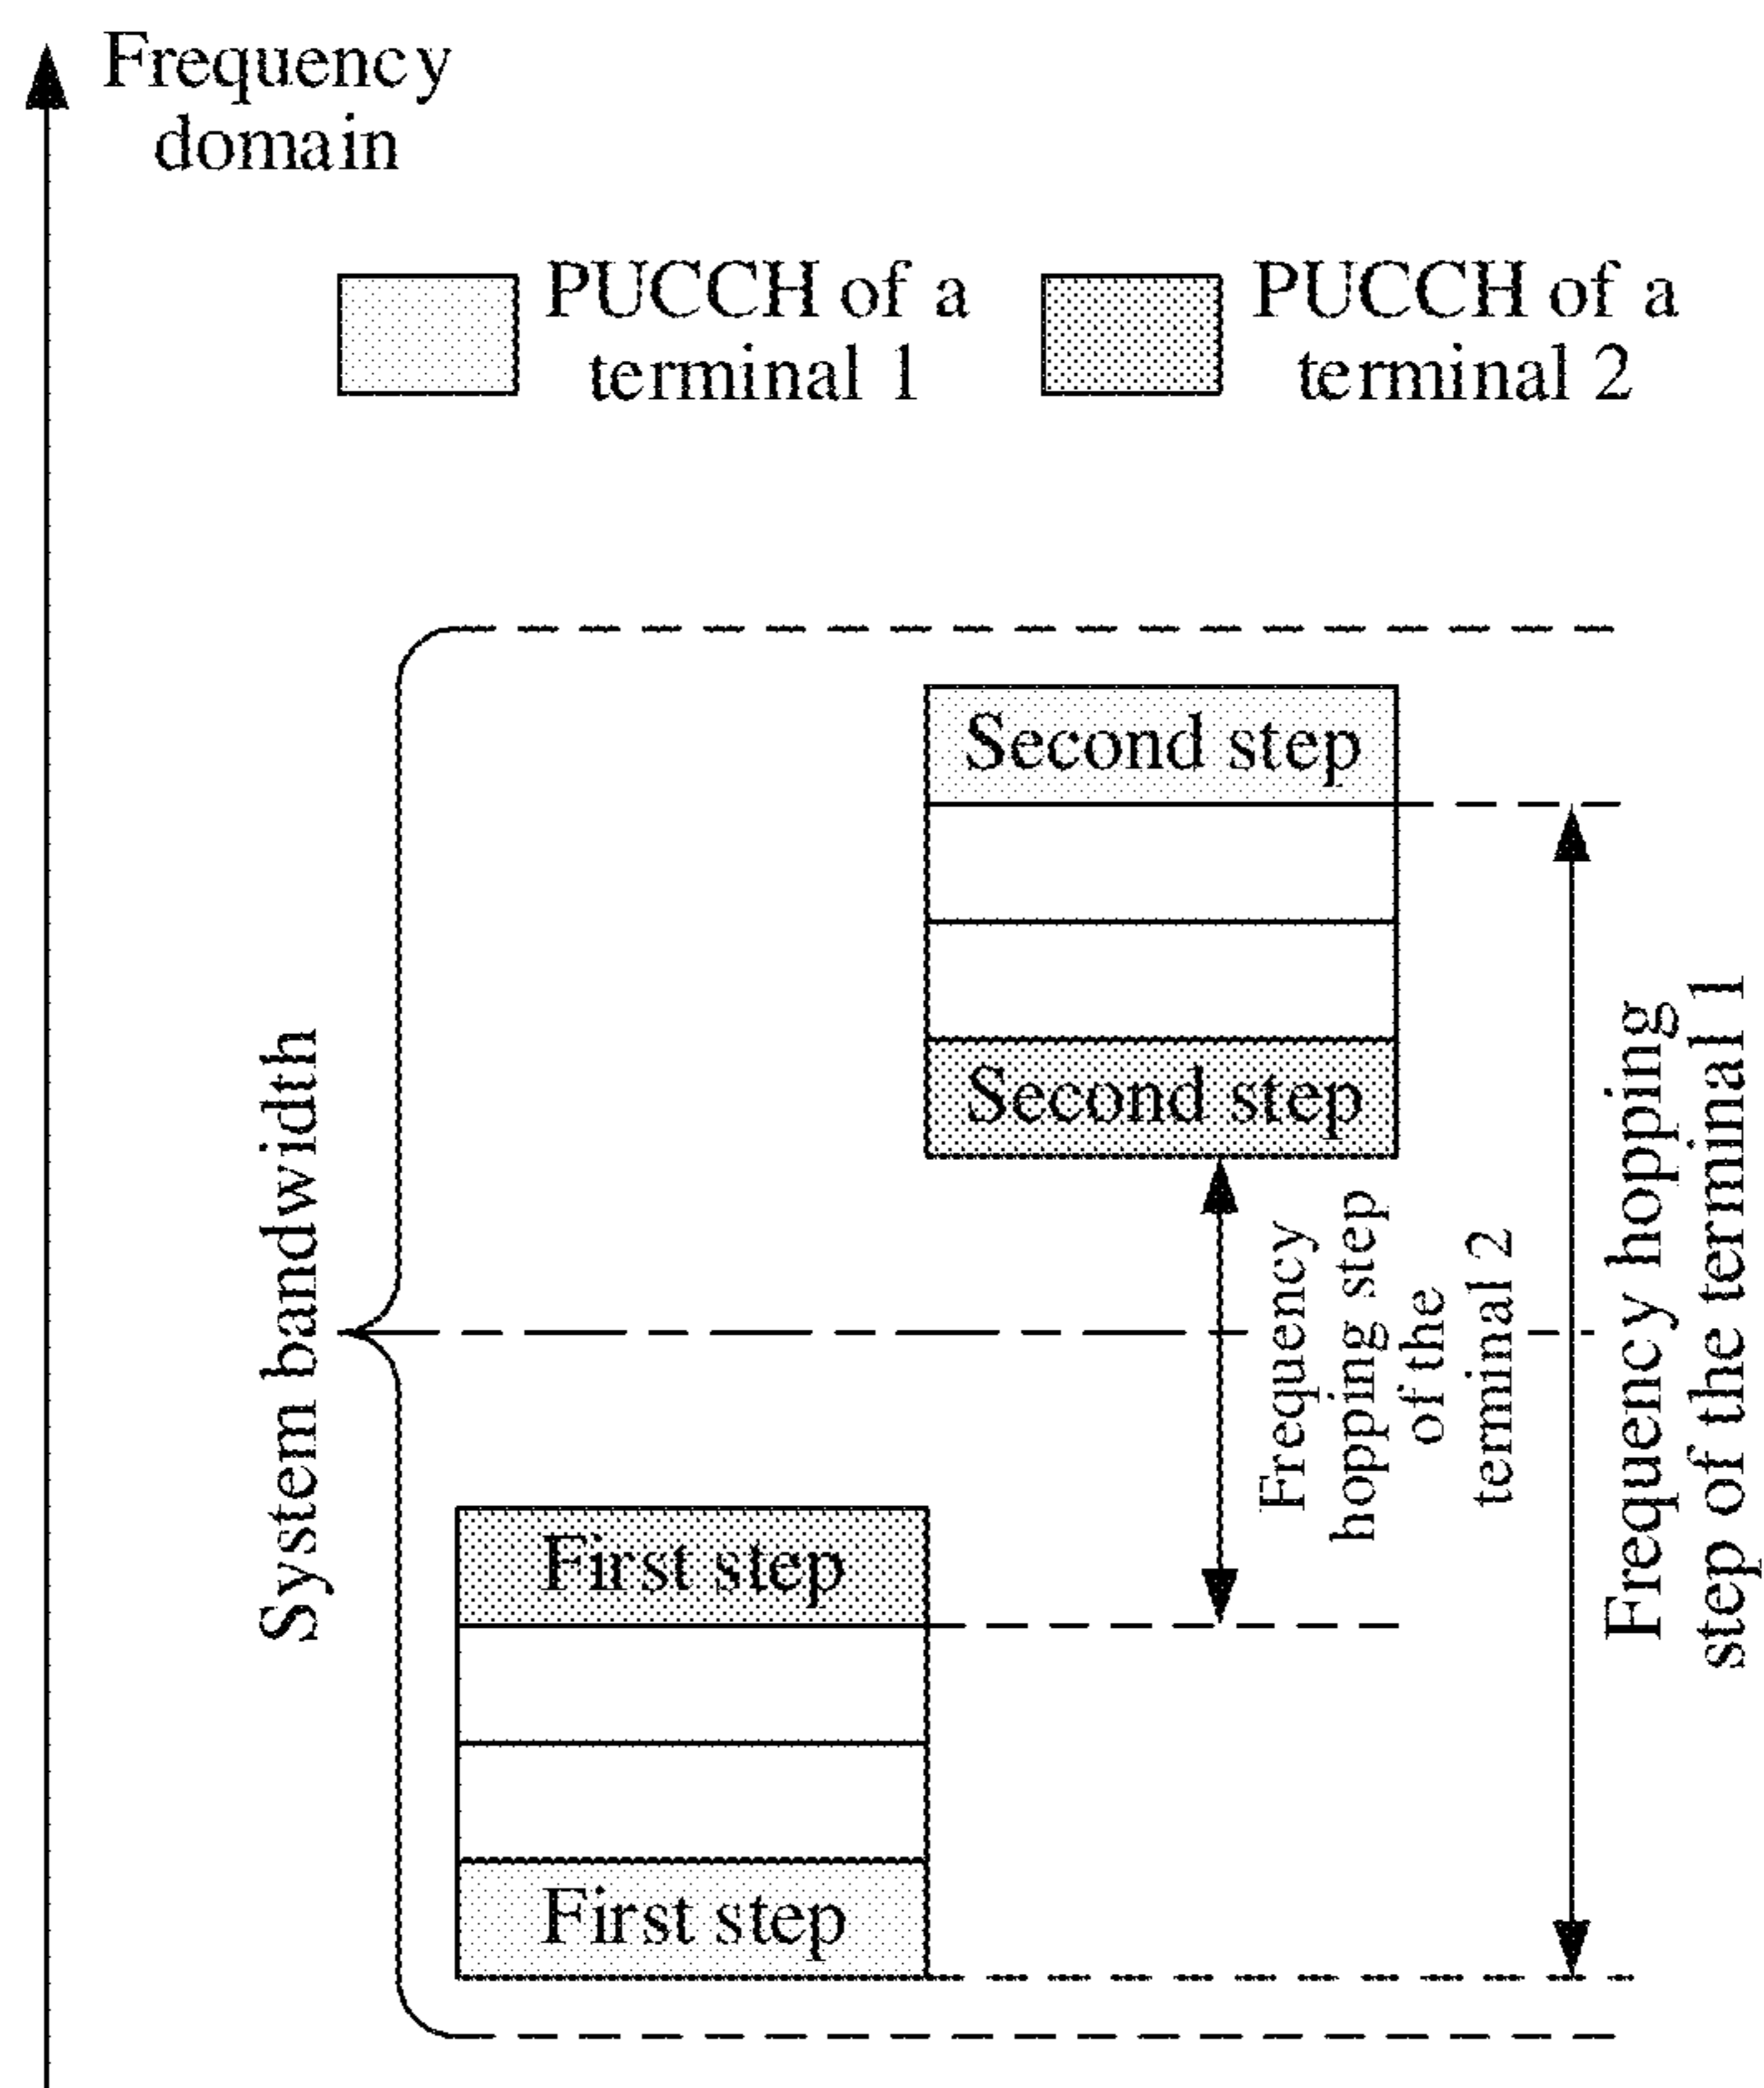 Frequency
domain
PUCCH of a
terminal 1
PUCCH of a
terminal 2
Second step
Second step
System bandwidth
Frequency
hopping step
of the
terminal 2
Frequency hopping
step of the terminal 1
First step
First step